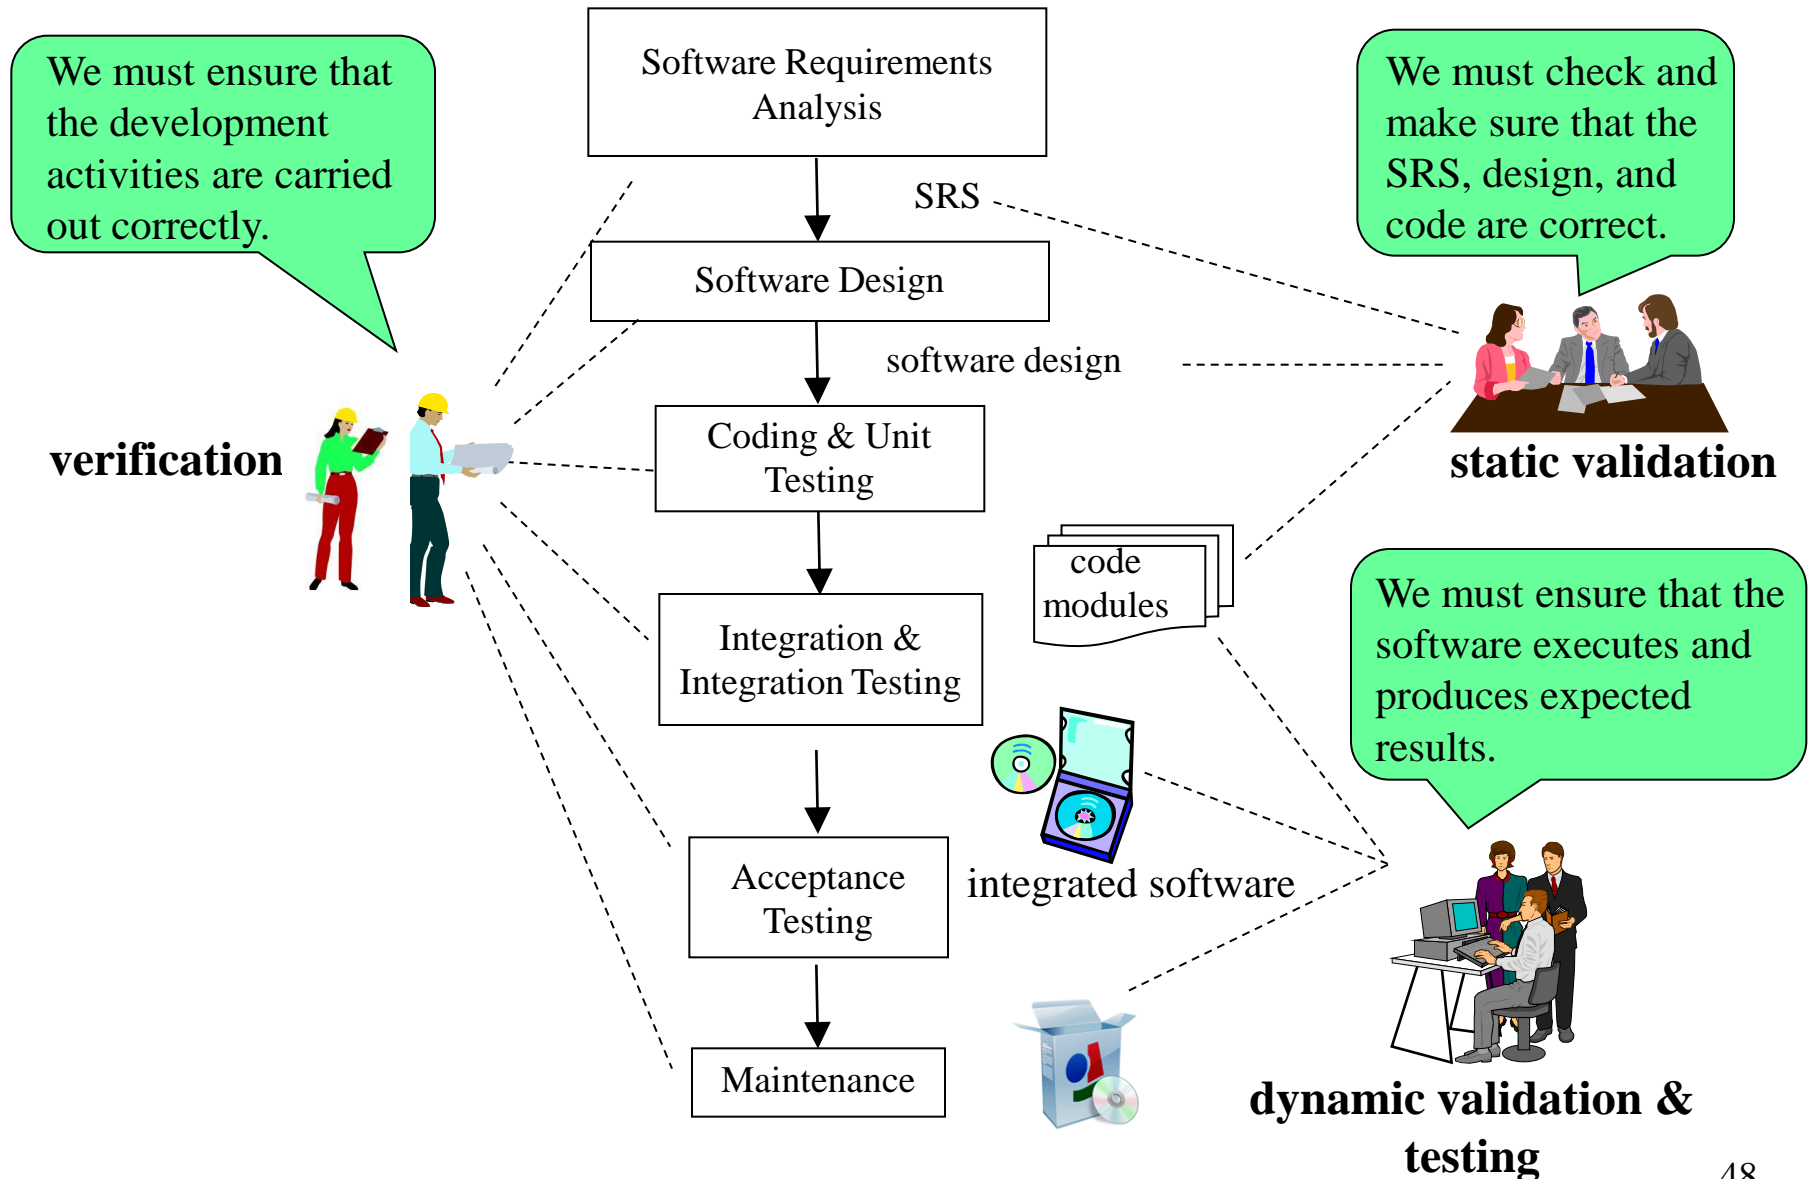 We must ensure that
the development
activities are carried
out correctly.
Software Requirements
Analysis
We must check and
make sure that the
SRS, design, and
code are correct.
SRS
Software Design
software design
verification
Coding & Unit
Testing
static validation
code
modules
We must ensure that the
software executes and
produces expected
results.
Integration &
Integration Testing
Acceptance
Testing
integrated software
Maintenance
dynamic validation &
testing
48